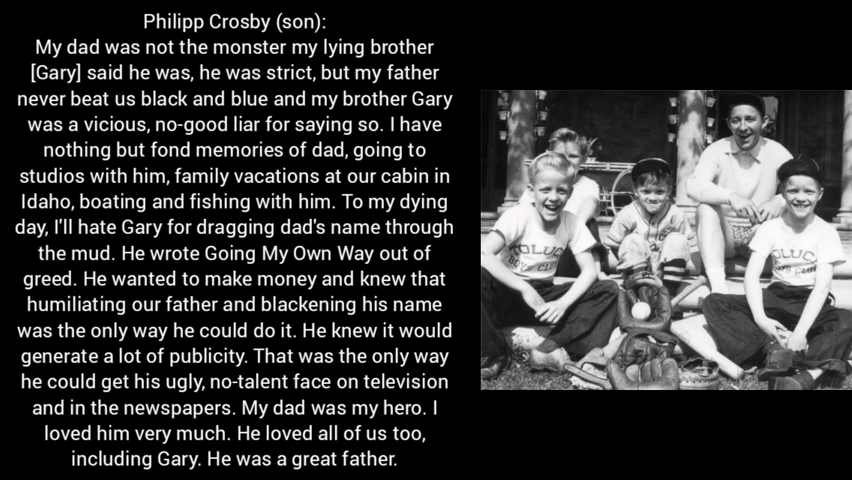 Philipp Crosby (son):
My dad was not the monster my lying brother
[Gary] said he was, he was strict, but my father
never beat us black and blue and my brother Gary
was a vicious, no-good liar for saying so. I have
nothing but fond memories of dad, going to
studios with him, family vacations at our cabin in
Idaho, boating and fishing with him. To my dying
day, I'll hate Gary for dragging dad's name through
the mud. He wrote Going My Own Way out of
greed. He wanted to make money and knew that
humiliating our father and blackening his name
was the only way he could do it. He knew it would
generate a lot of publicity. That was the only way
he could get his ugly, no-talent face on television
and in the newspapers. My dad was my hero. I
loved him very much. He loved all of us too,
including Gary. He was a great father.